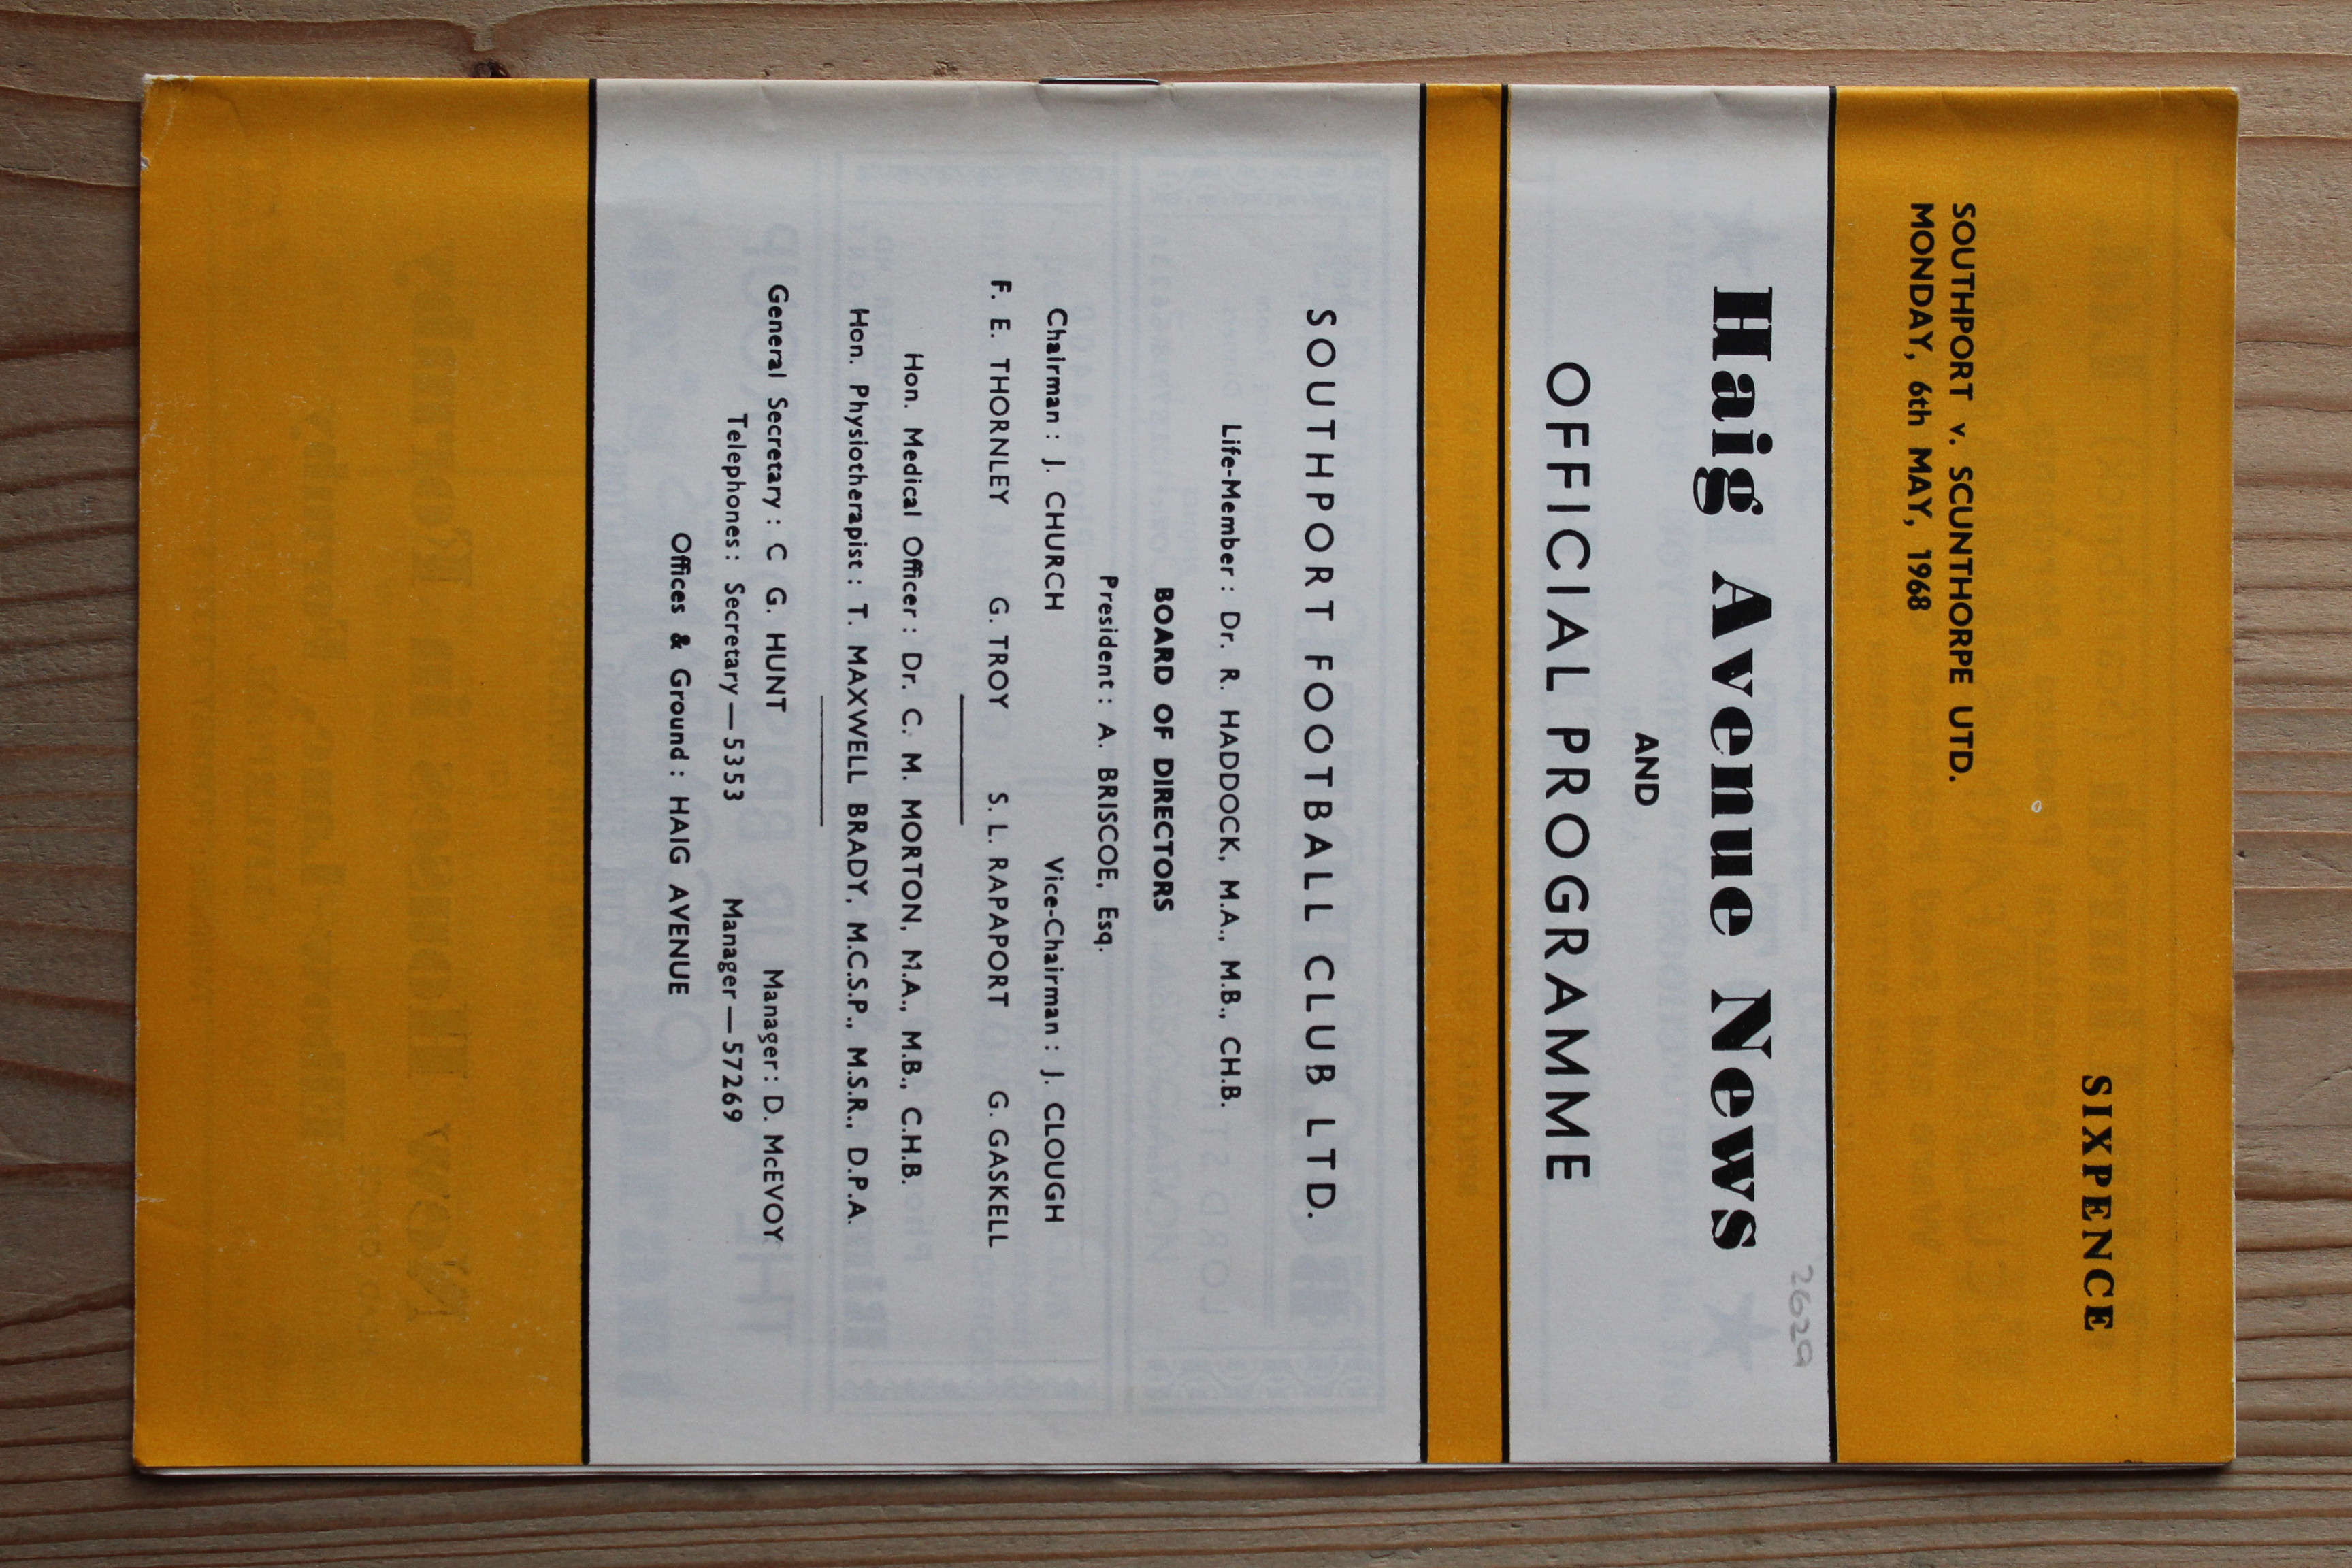 SIXPENCE
SOUTHPORT v. SCUNTHORPE UTD.
MONDAY, 6th MAY, 1968
2629
Haig Avenue News
AND
OFFICIAL PROGRAMME
SOUTHPORT FOOTBALL CLUB LTD.
Life-Member : Dr. R. HADDOCK, M.A., M.B., CH.B.
BOARD OF DIRECTORS
President : A. BRISCOE, Esq.
Chairman : J. CHURCH Vice-Chairman : J. CLOUGH
F. E. THORNLEY G. TROY S. L. RAPAPORT G. GASKELL
Hon. Medical Officer : Dr. C. M. MORTON, M.A., M.B., C.H.B.
Hon. Physiotherapist : T. MAXWELL BRADY, M.C.S.P., M.S.R., D.P.A.
General Secretary : C G. HUNT Manager : D. McEVOY
Telephones : Secretary — 5353 Manager — 57269
Offices & Ground : HAIG AVENUE